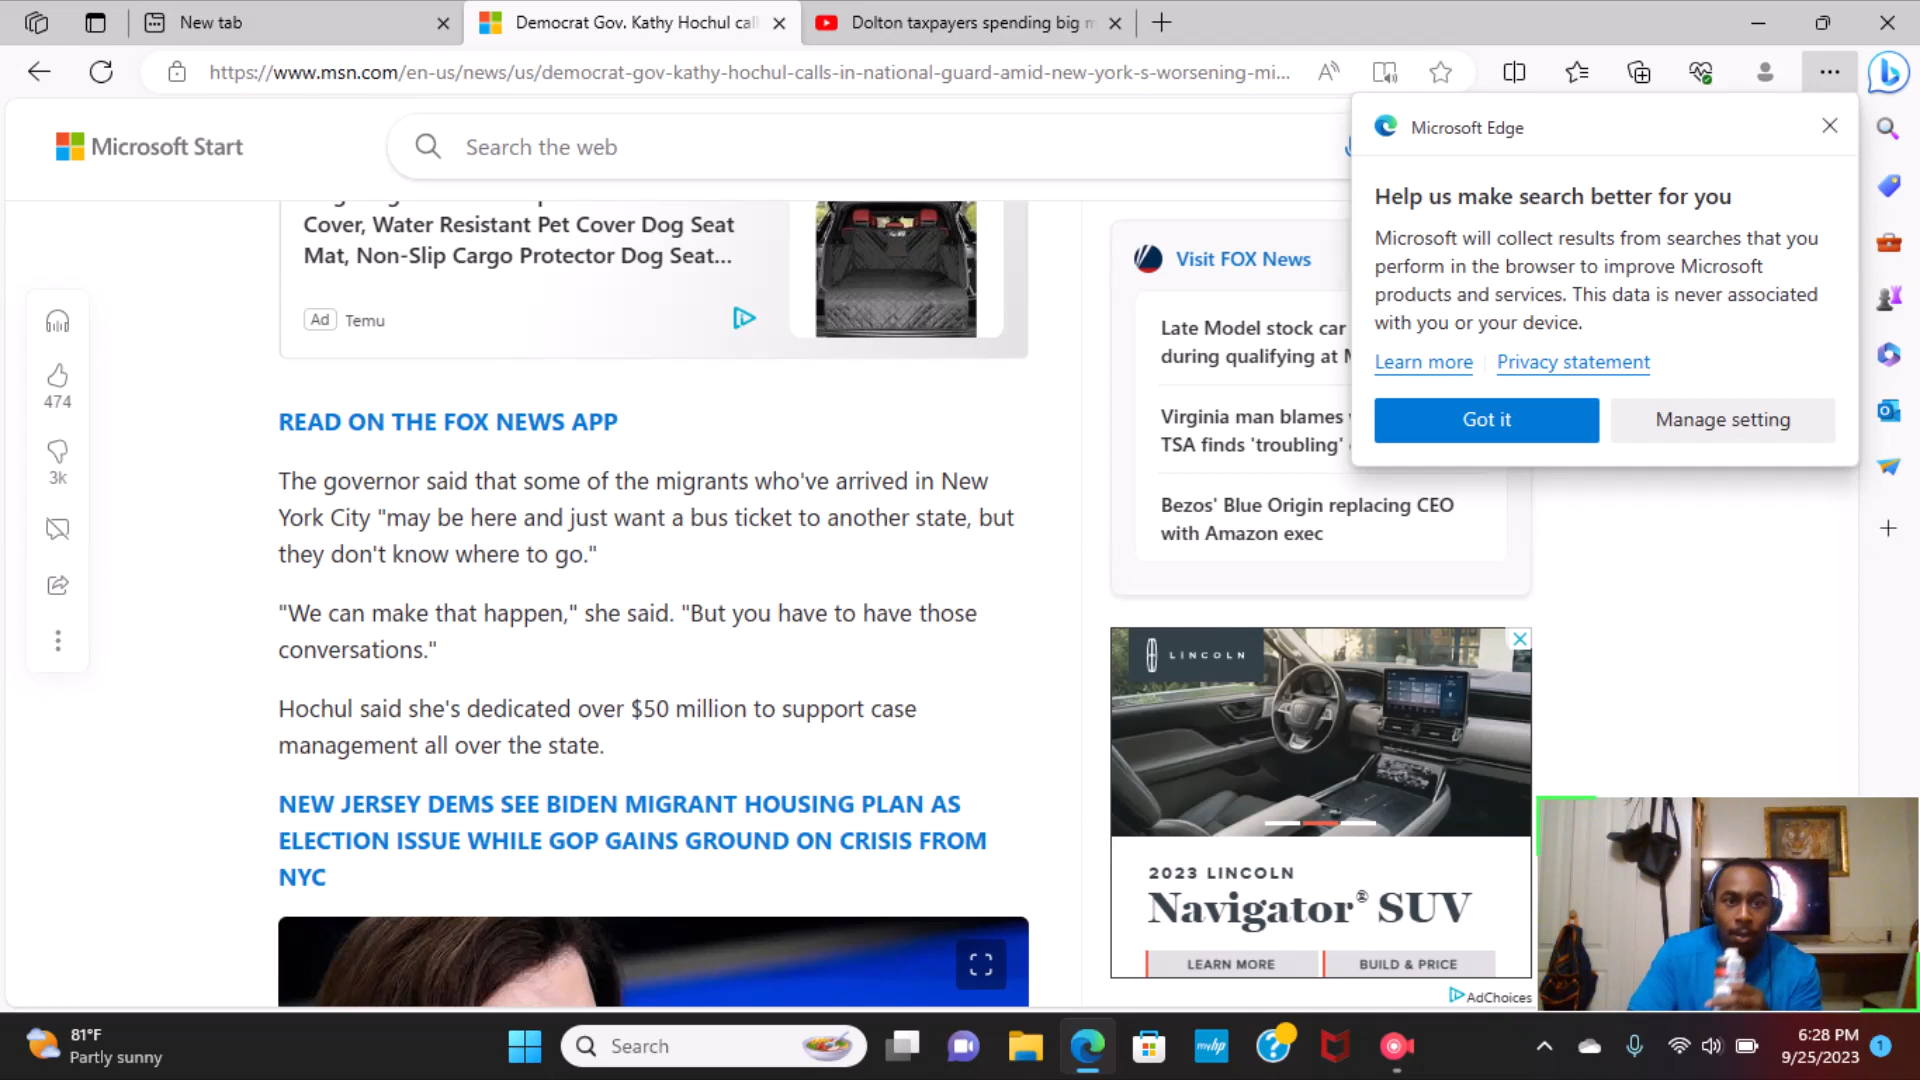 New tab
Democrat Gov. Kathy Hochul cal
Dolton taxpayers spending big m
https://www.msn.com/en-us/news/us/democrat-gov-kathy-hochul-calls-in-national-guard-amid-new-york-s-worsening-mi...
Microsoft Start
Search the web
Cover, Water Resistant Pet Cover Dog Seat
Mat, Non-Slip Cargo Protector Dog Seat...
Ad Temu
474
3k
READ ON THE FOX NEWS APP
The governor said that some of the migrants who've arrived in New
York City "may be here and just want a bus ticket to another state, but
they don't know where to go."
"We can make that happen," she said. "But you have to have those
conversations."
Hochul said she's dedicated over $50 million to support case
management all over the state.
NEW JERSEY DEMS SEE BIDEN MIGRANT HOUSING PLAN AS
ELECTION ISSUE WHILE GOP GAINS GROUND ON CRISIS FROM
NYC
Visit FOX News
Late Model stock car
during qualifying at
Virginia man blames
TSA finds 'troubling'
Bezos' Blue Origin replacing CEO
with Amazon exec
Microsoft Edge
Help us make search better for you
Microsoft will collect results from searches that you
perform in the browser to improve Microsoft
products and services. This data is never associated
with you or your device.
Learn more
Privacy statement
Got it
Manage setting
LINCOLN
2023 LINCOLN
Navigator® SUV
LEARN MORE
BUILD & PRICE
AdChoices
81°F
Partly sunny
Search
myhp
6:28 PM
9/25/2023
1